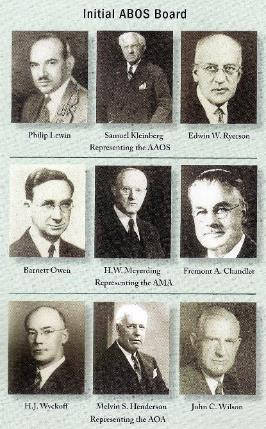 Initial ABOS Board
Philip Lewin Samuel Kleinberg Edwin W. Ryerson
Representing the AAOS
Barnett Owen H.W. Meyerding Fremont A. Chandler
Representing the AMA
H.J. Wyckoff Melvin S. Henderson John C. Wilson
Representing the AOA